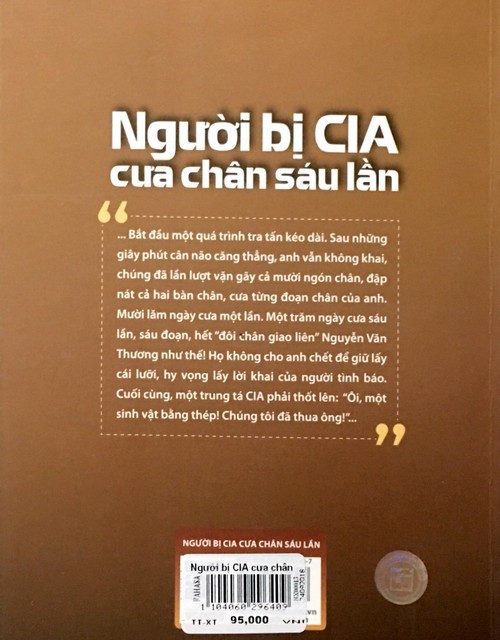 Người bị CIA
cưa chân sáu lần
“
... Bắt đầu một quá trình tra tấn kéo dài. Sau những
giây phút cân não căng thẳng, anh vẫn không khai,
chúng đã lần lượt vặn gãy cả mười ngón chân, đập
nát cả hai bàn chân, cưa từng đoạn chân của anh.
Mười lăm ngày cưa một lần. Một trăm ngày cưa sáu
lần, sáu đoạn, hết “đôi chân giao liên” Nguyễn Văn
Thương như thế! Họ không cho anh chết để giữ lấy
cái lưỡi, hy vọng lấy lời khai của người tình báo.
Cuối cùng, một trung tá CIA phải thốt lên: “Ôi, một
sinh vật bằng thép! Chúng tôi đã thua ông!”...
”
NGƯỜI BỊ CIA CƯA CHÂN SÁU LẦN
Người bị CIA cưa chân
FAHASA
1 104060 296409
95,000